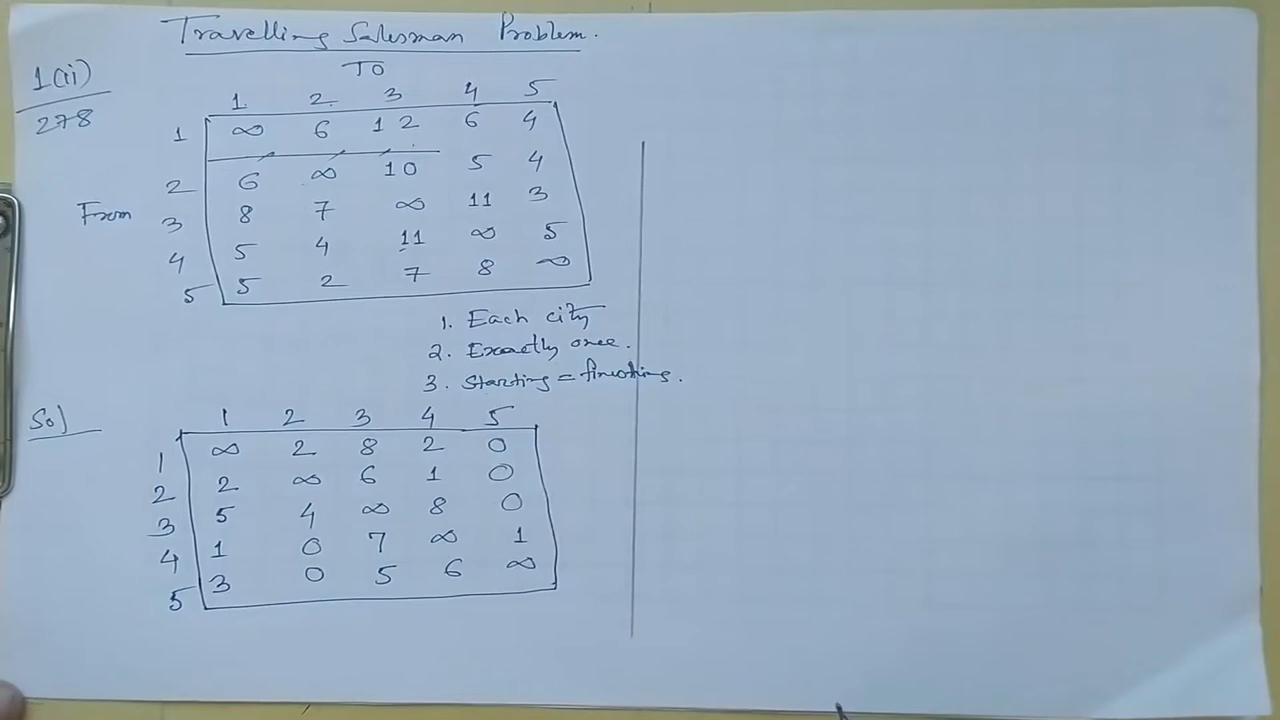 Travelling Salesman Problem.
1(ii)
278
TO
1. 2. 3 4 5
1 ∞ 6 12 6 4
2 6 ∞ 10 5 4
From
3 8 7 ∞ 11 3
4 5 4 11 ∞ 5
5 5 2 7 8 ∞
1. Each city
2. Exactly once.
3. Starting = finishing.
Sol
1 2 3 4 5
1 ∞ 2 8 2 0
2 2 ∞ 6 1 0
3 5 4 ∞ 8 0
4 1 0 7 ∞ 1
5 3 0 5 6 ∞